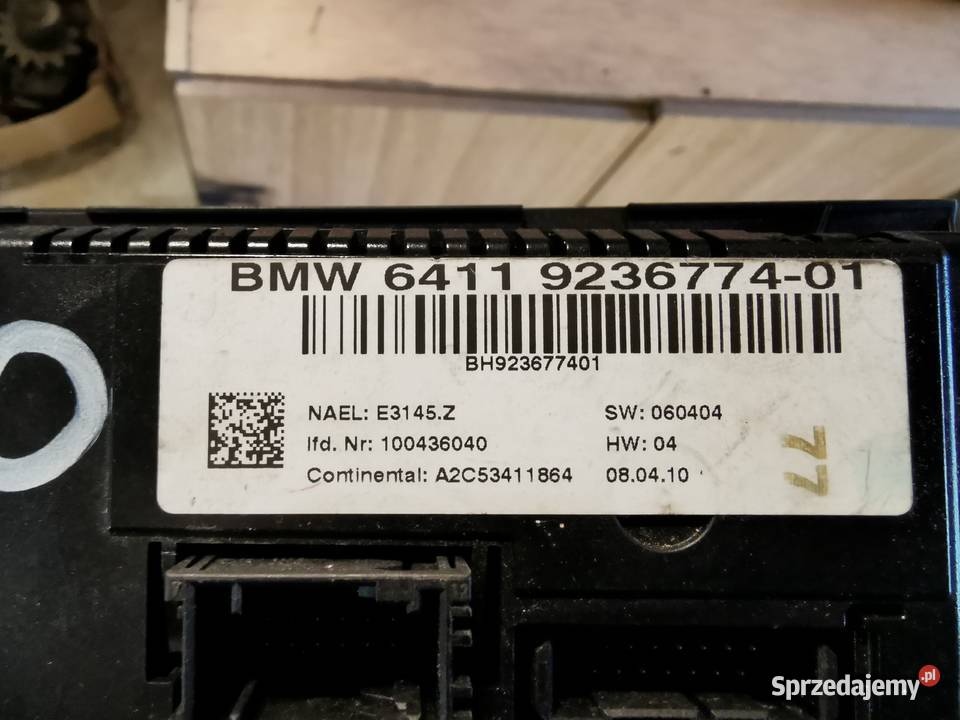 BMW 6411 9236774-01
BH923677401
NAEL: E3145.Z
SW: 060404
lfd. Nr: 100436040
HW: 04
Continental: A2C53411864
08.04.10
77
Sprzedajemy.pl